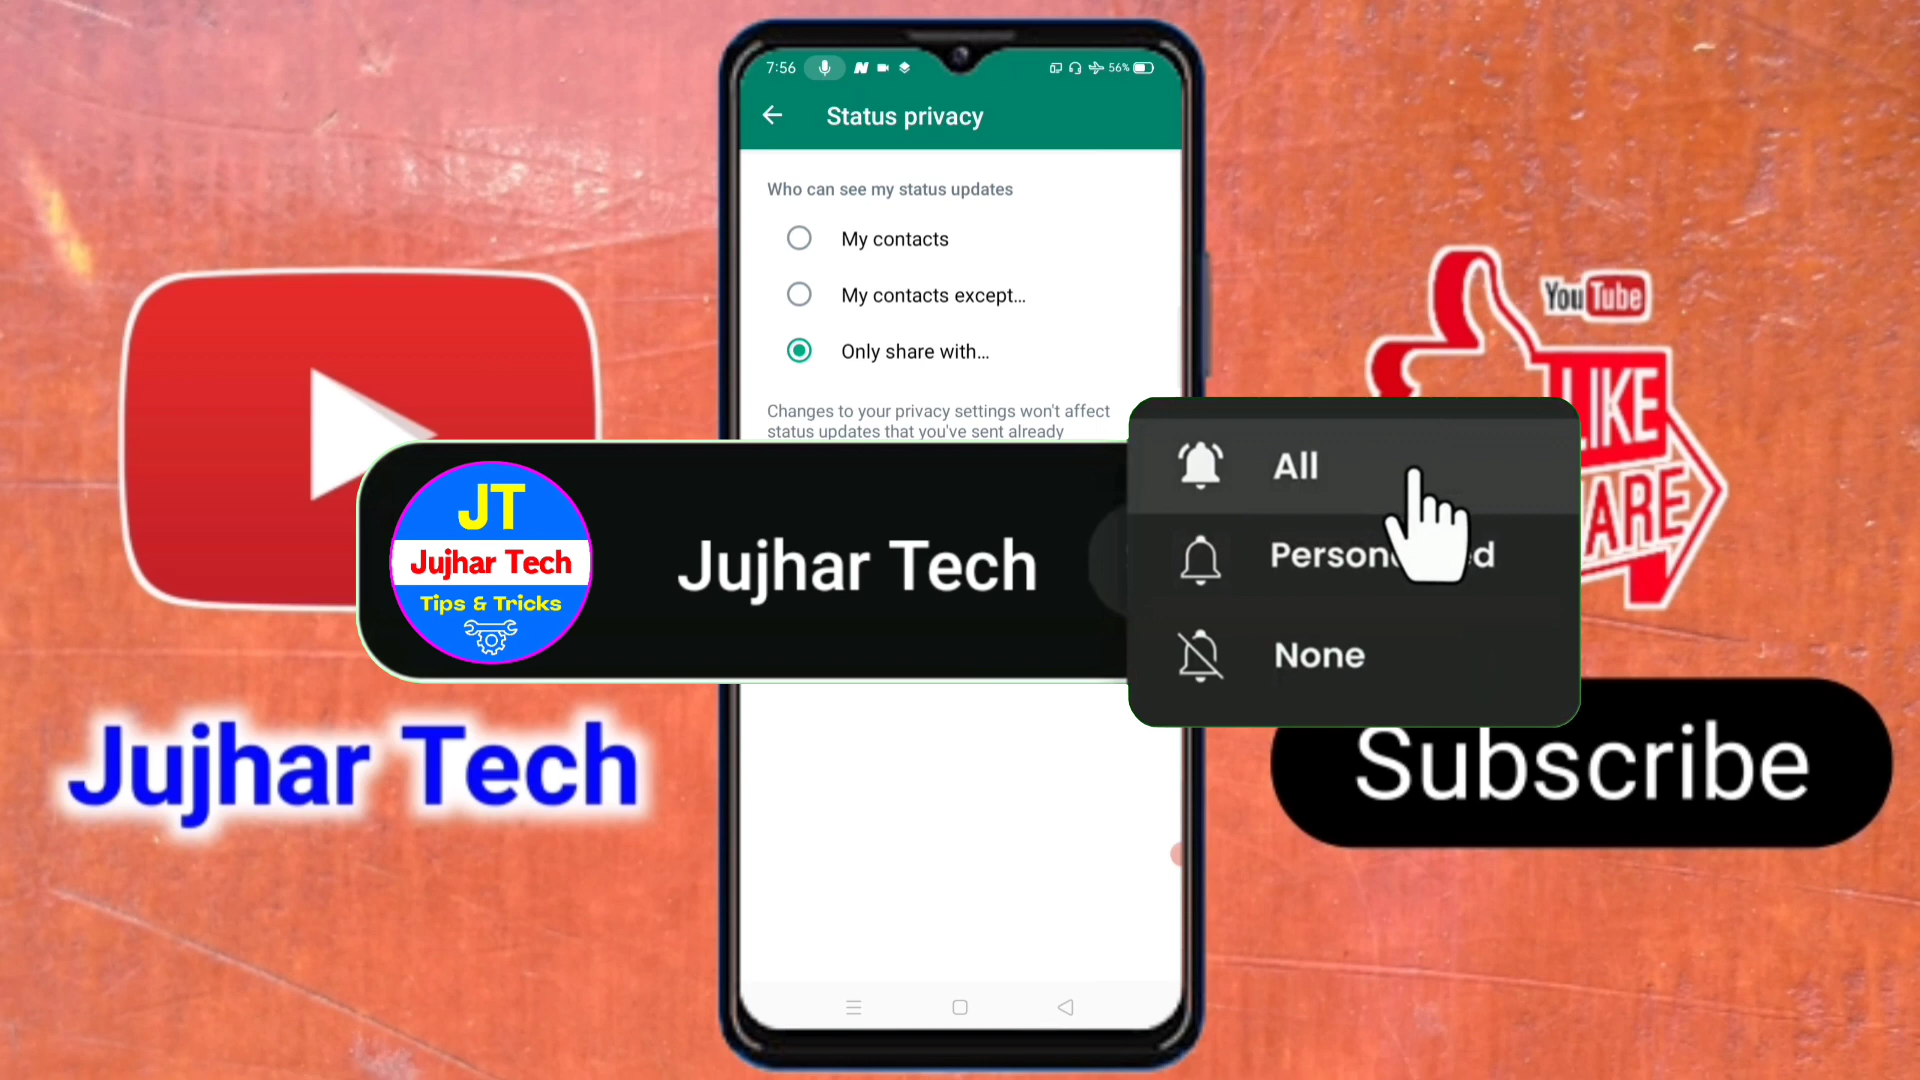 7:56
56%
Status privacy
Who can see my status updates
My contacts
My contacts except...
Only share with...
Changes to your privacy settings won't affect
status updates that you've sent already
YouTube
LIKE
JT
Jujhar Tech
Tips & Tricks
Jujhar Tech
All
None
Jujhar Tech
Subscribe